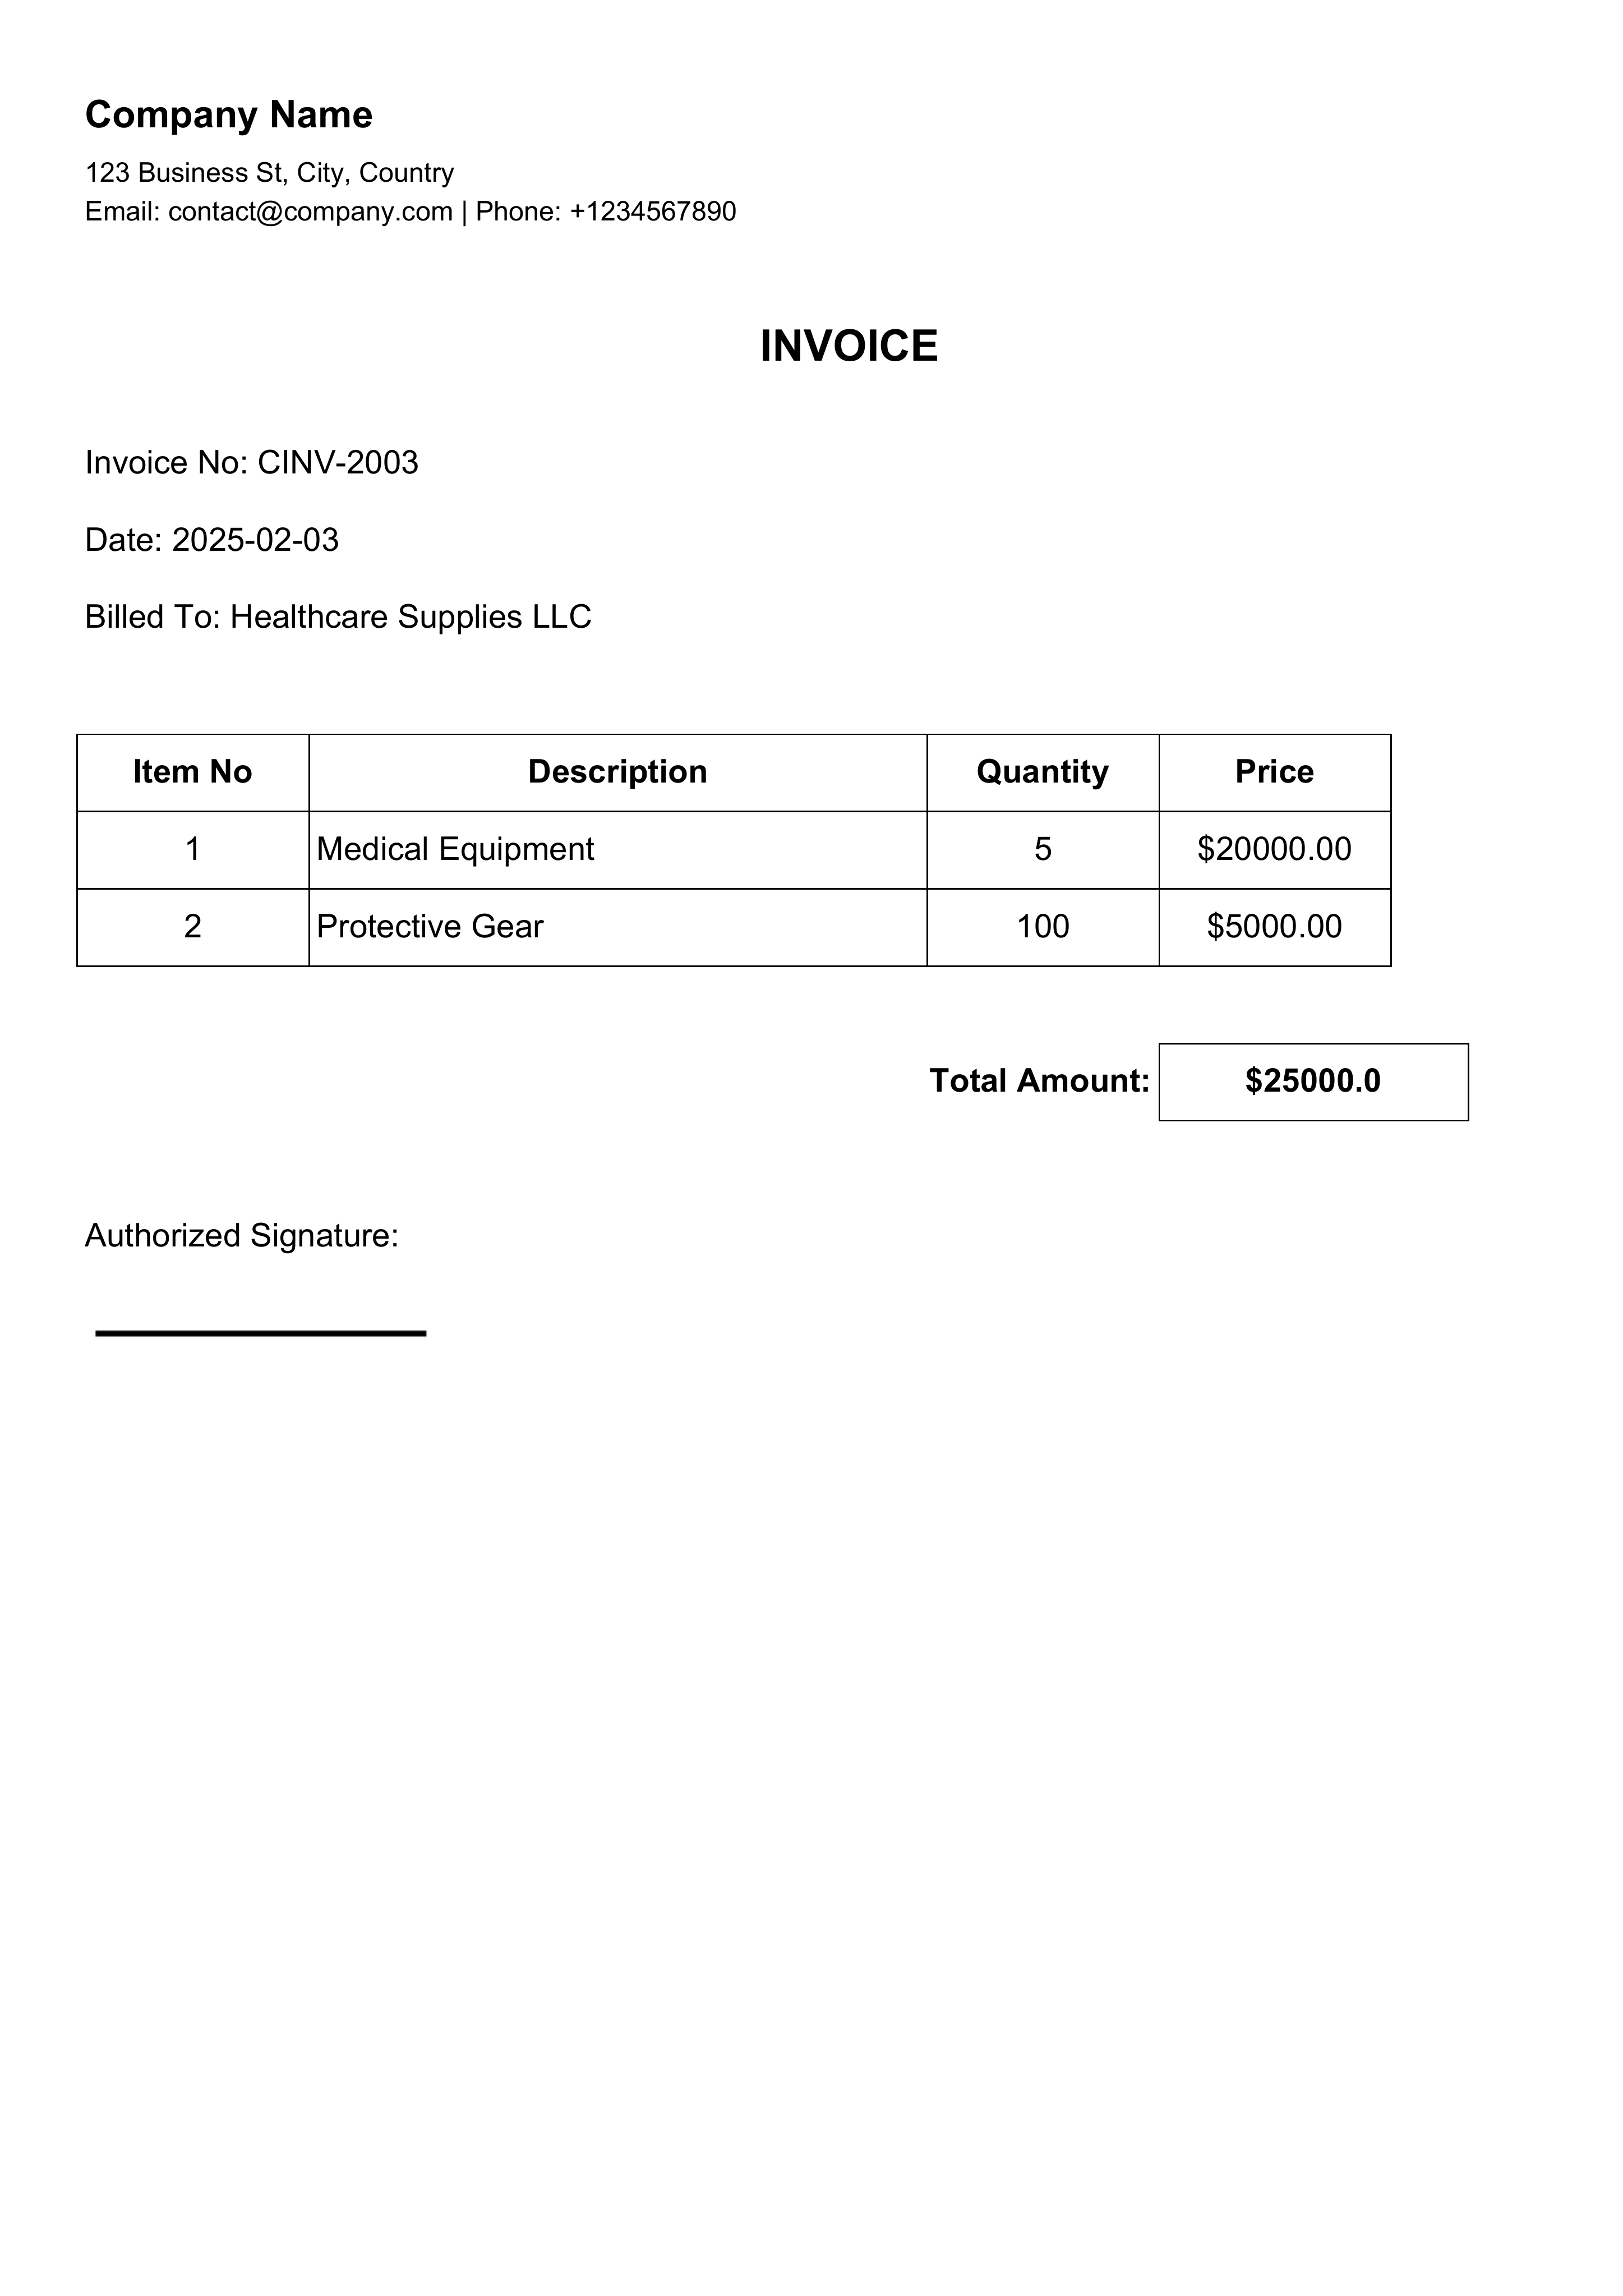 Company Name
123 Business St, City, Country
Email: contact@company.com | Phone: +1234567890
INVOICE
Invoice No: CINV-2003
Date: 2025-02-03
Billed To: Healthcare Supplies LLC
Item No Description Quantity Price
1 Medical Equipment 5 $20000.00
2 Protective Gear 100 $5000.00
Total Amount: $25000.0
Authorized Signature: